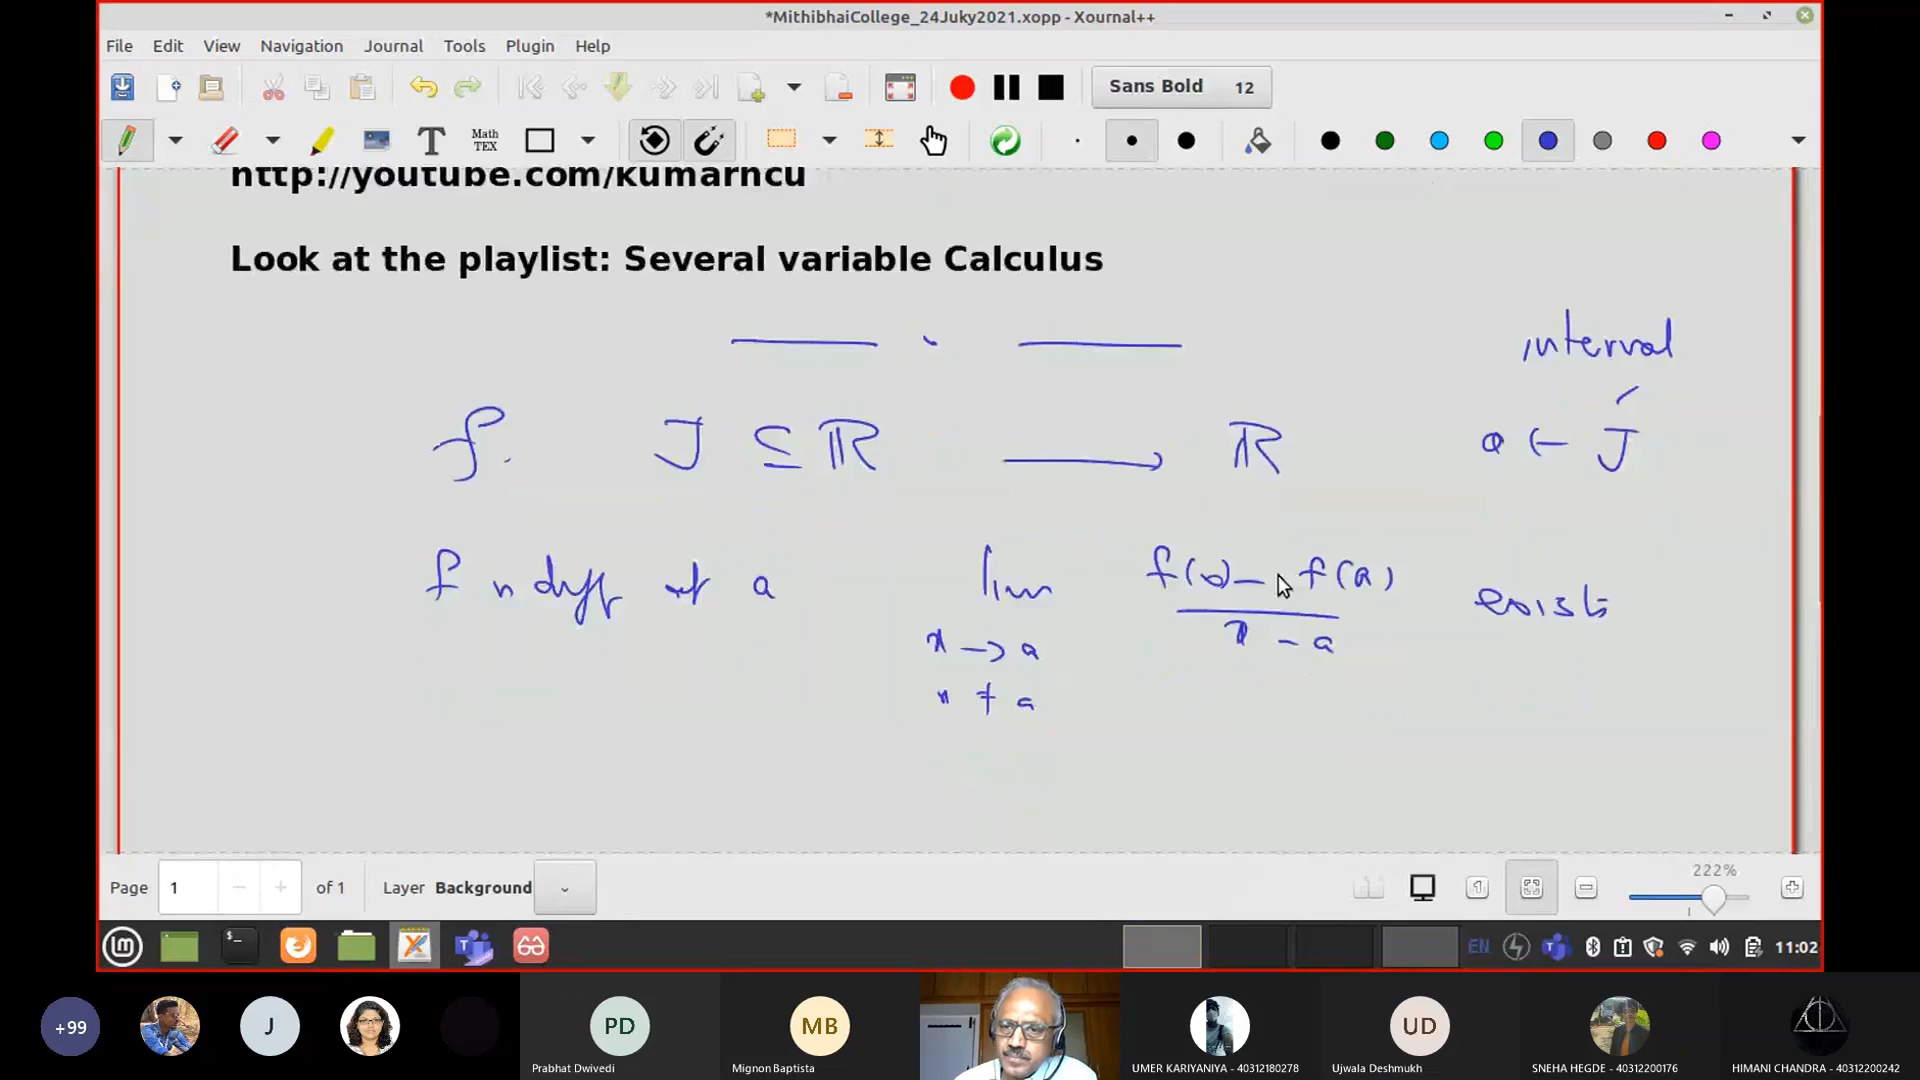 *MithibhaiCollege_24Juky2021.xopp - Xournal++
File Edit View Navigation Journal Tools Plugin Help
Sans Bold 12
T Math TEX
http://youtube.com/kumarhcu
Look at the playlist: Several variable Calculus
interval
f: J ⊆ ℝ ⟶ ℝ a ∈ J
f is diff at a lim f(x) - f(a) exists
x → a x - a
x ≠ a
222%
Page 1 of 1 Layer Background
EN 11:02
+99 J PD MB UD
Prabhat Dwivedi Mignon Baptista UMER KARIYANIYA - 40312180278 Ujwala Deshmukh SNEHA HEGDE - 40312200176 HIMANI CHANDRA - 40312200242